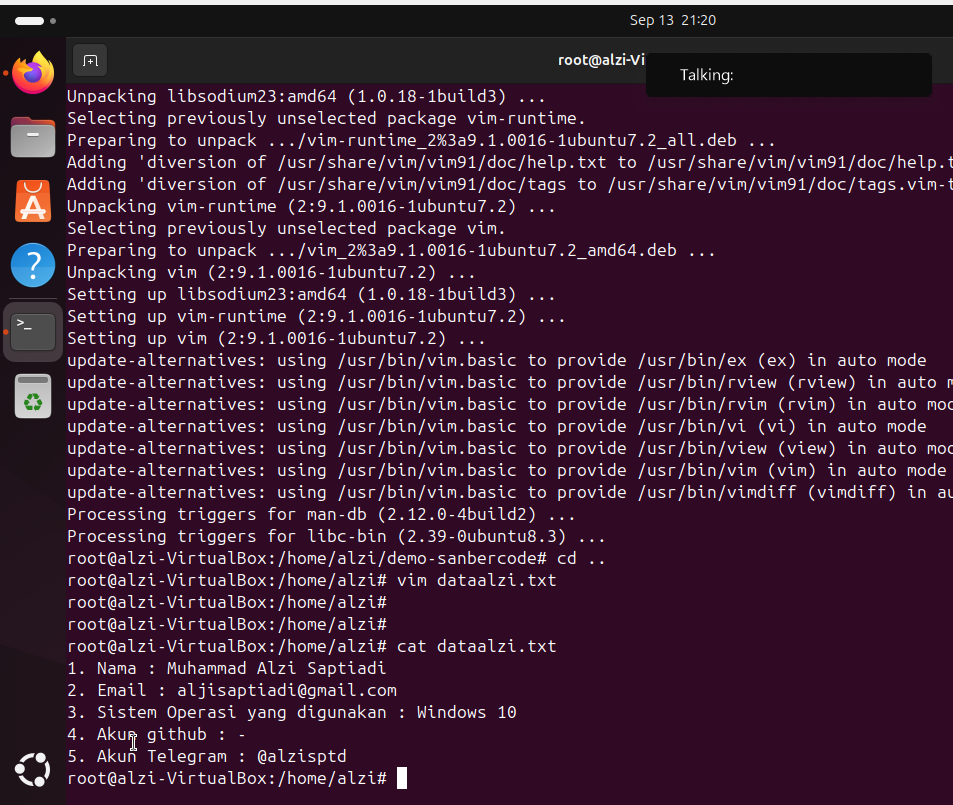 Sep 13 21:20
root@alzi-Vi
Talking:
Unpacking libsodium23:amd64 (1.0.18-1build3) ...
Selecting previously unselected package vim-runtime.
Preparing to unpack .../vim-runtime_2%3a9.1.0016-1ubuntu7.2_all.deb ...
Adding 'diversion of /usr/share/vim/vim91/doc/help.txt to /usr/share/vim/vim91/doc/help.t
Adding 'diversion of /usr/share/vim/vim91/doc/tags to /usr/share/vim/vim91/doc/tags.vim-t
Unpacking vim-runtime (2:9.1.0016-1ubuntu7.2) ...
Selecting previously unselected package vim.
Preparing to unpack .../vim_2%3a9.1.0016-1ubuntu7.2_amd64.deb ...
Unpacking vim (2:9.1.0016-1ubuntu7.2) ...
Setting up libsodium23:amd64 (1.0.18-1build3) ...
Setting up vim-runtime (2:9.1.0016-1ubuntu7.2) ...
Setting up vim (2:9.1.0016-1ubuntu7.2) ...
update-alternatives: using /usr/bin/vim.basic to provide /usr/bin/ex (ex) in auto mode
update-alternatives: using /usr/bin/vim.basic to provide /usr/bin/rview (rview) in auto m
update-alternatives: using /usr/bin/vim.basic to provide /usr/bin/rvim (rvim) in auto mod
update-alternatives: using /usr/bin/vim.basic to provide /usr/bin/vi (vi) in auto mode
update-alternatives: using /usr/bin/vim.basic to provide /usr/bin/view (view) in auto mod
update-alternatives: using /usr/bin/vim.basic to provide /usr/bin/vim (vim) in auto mode
update-alternatives: using /usr/bin/vim.basic to provide /usr/bin/vimdiff (vimdiff) in au
Processing triggers for man-db (2.12.0-4build2) ...
Processing triggers for libc-bin (2.39-0ubuntu8.3) ...
root@alzi-VirtualBox:/home/alzi/demo-sanbercode# cd ..
root@alzi-VirtualBox:/home/alzi# vim dataalzi.txt
root@alzi-VirtualBox:/home/alzi#
root@alzi-VirtualBox:/home/alzi#
root@alzi-VirtualBox:/home/alzi# cat dataalzi.txt
1. Nama : Muhammad Alzi Saptiadi
2. Email : aljisaptiadi@gmail.com
3. Sistem Operasi yang digunakan : Windows 10
4. Akun github : -
5. Akun Telegram : @alzisptd
root@alzi-VirtualBox:/home/alzi#